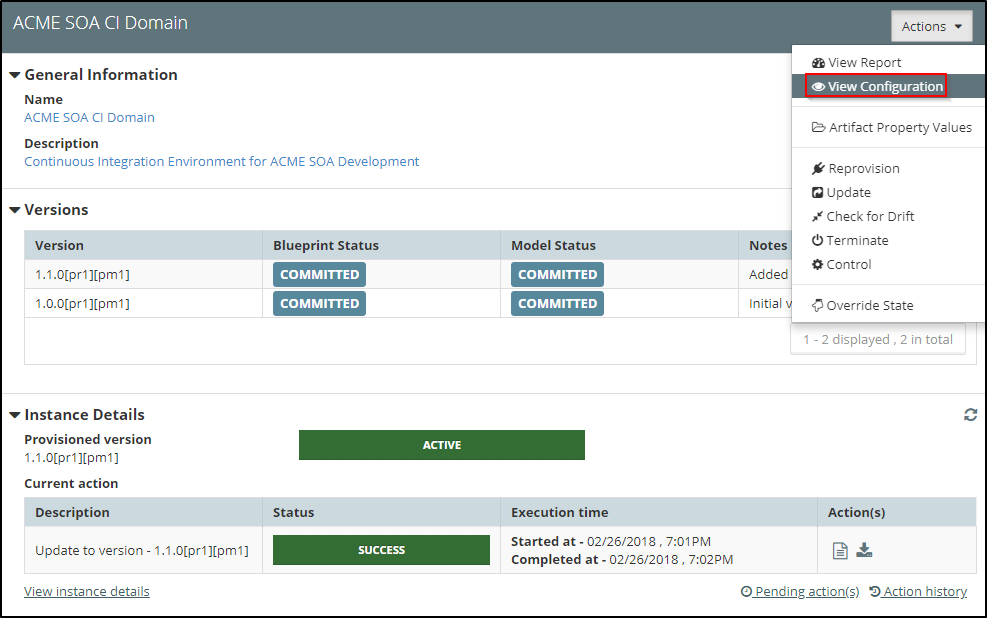 ACME SOA CI Domain
Actions
View Report
View Configuration
Artifact Property Values
Reprovision
Update
Check for Drift
Terminate
Control
Override State
General Information
Name
ACME SOA CI Domain
Description
Continuous Integration Environment for ACME SOA Development
Versions
Version Blueprint Status Model Status Notes
1.1.0[pr1][pm1] COMMITTED COMMITTED Added
1.0.0[pr1][pm1] COMMITTED COMMITTED Initial
1 - 2 displayed , 2 in total
Instance Details
Provisioned version
1.1.0[pr1][pm1]
ACTIVE
Current action
Description Status Execution time Action(s)
Update to version - 1.1.0[pr1][pm1] SUCCESS Started at - 02/26/2018 , 7:01PM
Completed at - 02/26/2018 , 7:02PM
View instance details Pending action(s) Action history